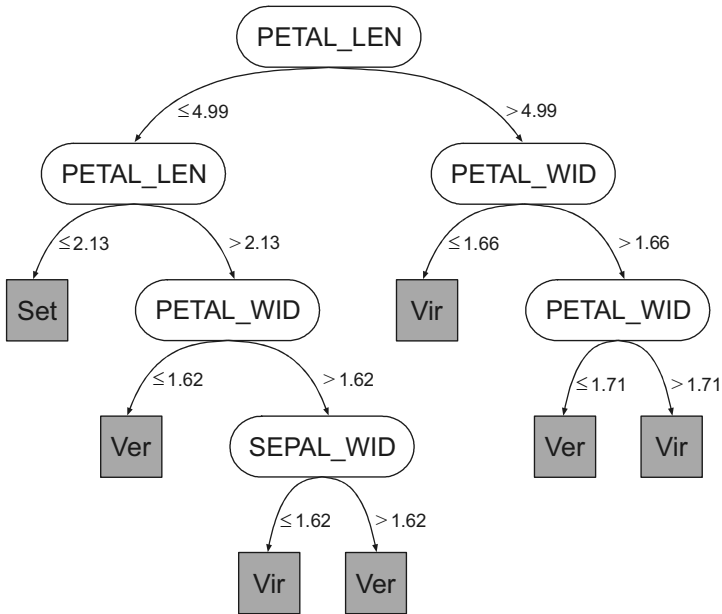 PETAL_LEN
≤4.99
>4.99
PETAL_LEN
PETAL_WID
≤2.13
>2.13
≤1.66
>1.66
Set
PETAL_WID
Vir
PETAL_WID
≤1.62
>1.62
≤1.71
>1.71
Ver
SEPAL_WID
Ver
Vir
≤1.62
>1.62
Vir
Ver